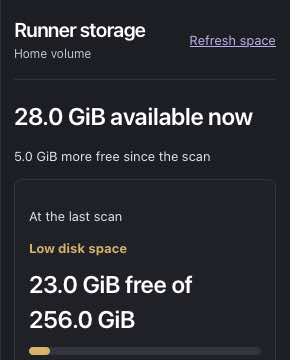 Runner storage
Refresh space
Home volume
28.0 GiB available now
5.0 GiB more free since the scan
At the last scan
Low disk space
23.0 GiB free of
256.0 GiB